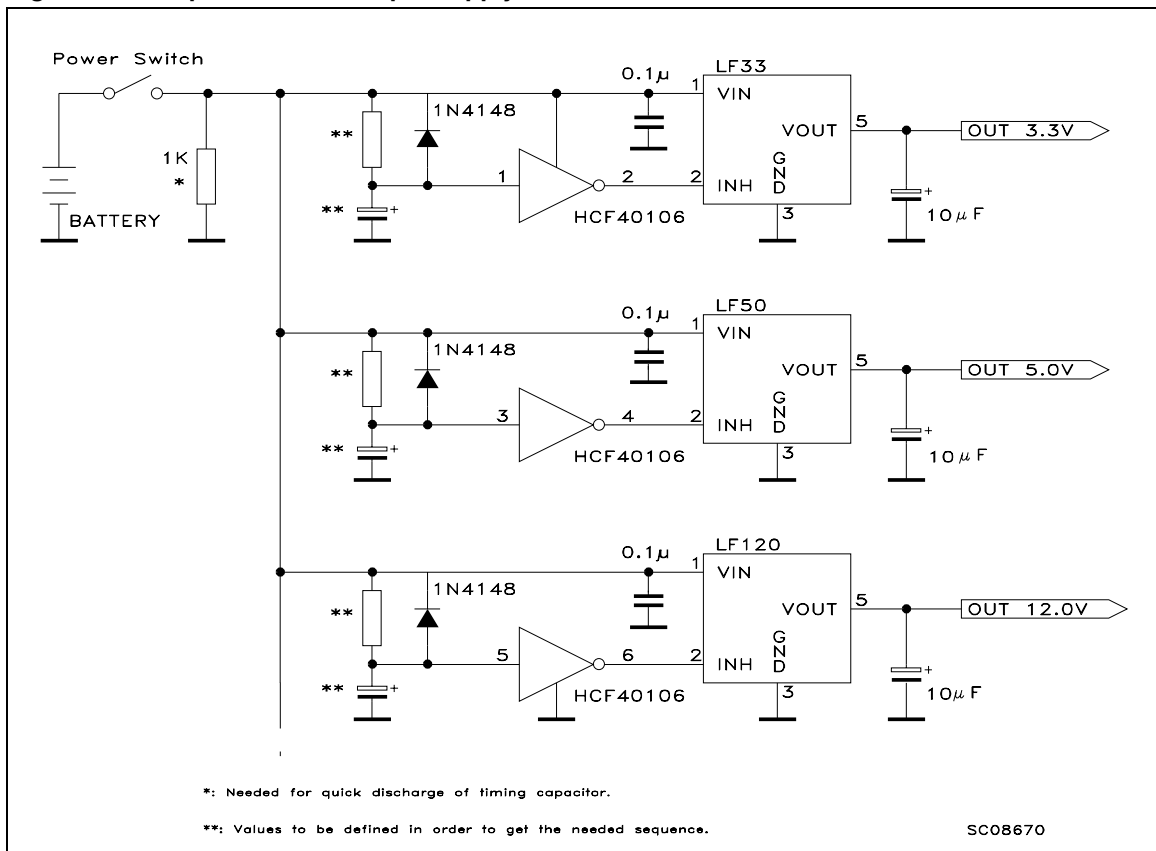 Power Switch
1K
*
BATTERY
**
**
1N4148
1
2
HCF40106
0.1µ
LF33
1
VIN
2
INH
VOUT
GND
3
5
OUT 3.3V
+
+
10µF
**
**
1N4148
3
4
HCF40106
0.1µ
LF50
1
VIN
2
INH
VOUT
GND
3
5
OUT 5.0V
+
+
10µF
**
**
1N4148
5
6
HCF40106
0.1µ
LF120
1
VIN
2
INH
VOUT
GND
3
5
OUT 12.0V
+
+
10µF
*: Needed for quick discharge of timing capacitor.
**: Values to be defined in order to get the needed sequence.
SC08670